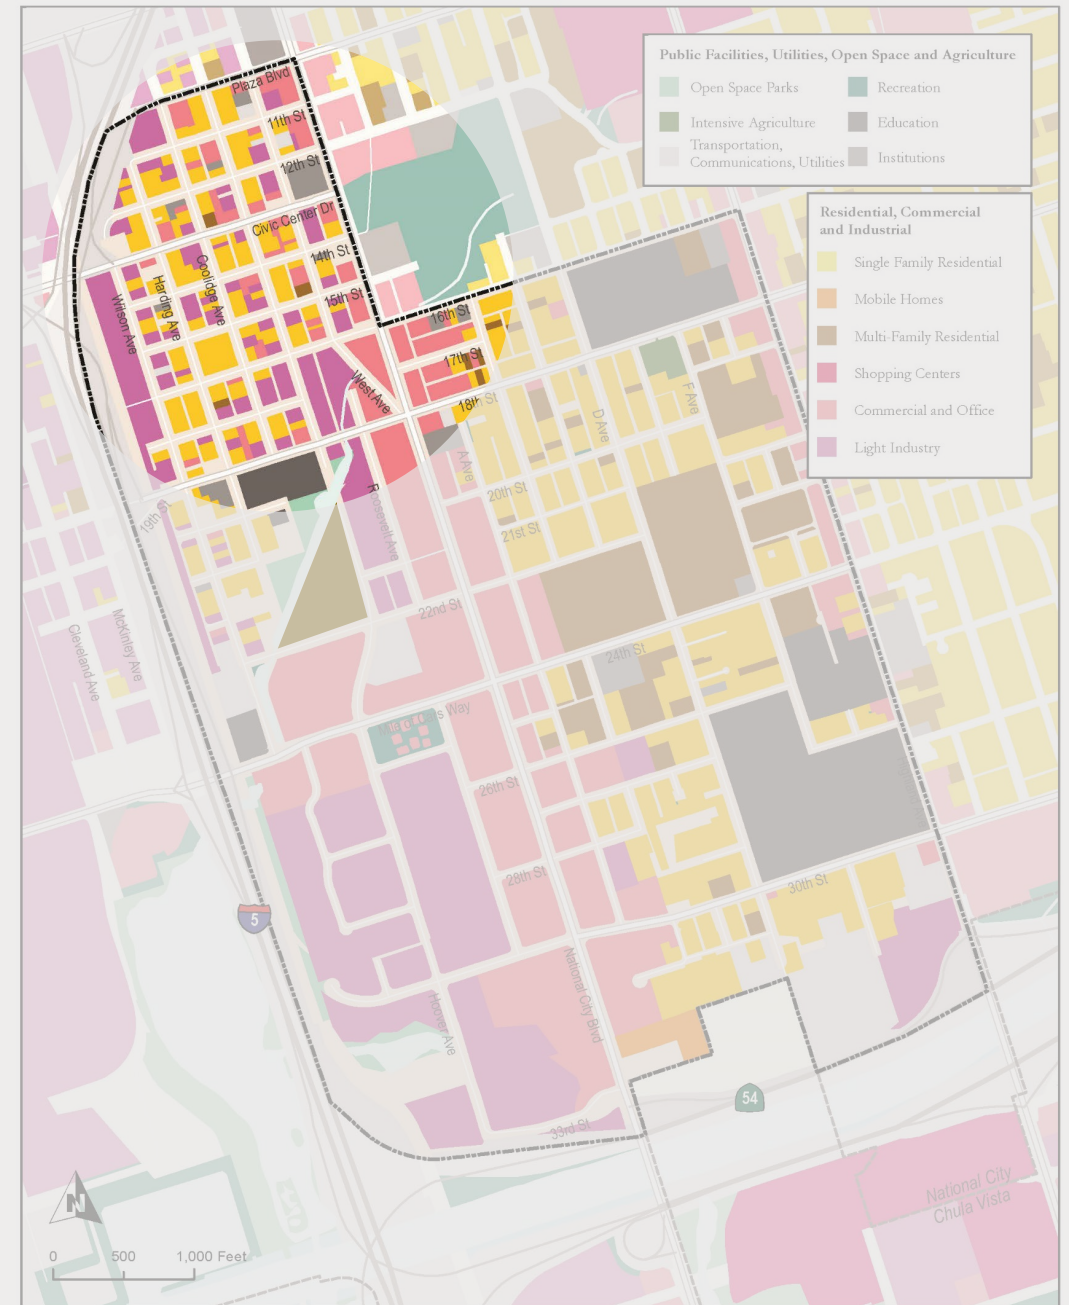 Public Facilities, Utilities, Open Space and Agriculture
Open Space Parks
Recreation
Intensive Agriculture
Education
Transportation,
Communications, Utilities
Institutions
Residential, Commercial
and Industrial
Single Family Residential
Mobile Homes
Multi-Family Residential
Shopping Centers
Commercial and Office
Light Industry
Plaza Blvd
11th St
12th St
Civic Center Dr
14th St
15th St
16th St
17th St
18th St
Wilson Ave
Harding Ave
Coolidge Ave
West Ave
Roosevelt Ave
A Ave
D Ave
F Ave
19th St
20th St
21st St
22nd St
24th St
McKinley Ave
Cleveland Ave
26th St
28th St
30th St
5
Hoover Ave
National City Blvd
33rd St
54
National City
Chula Vista
N
0 500 1,000 Feet